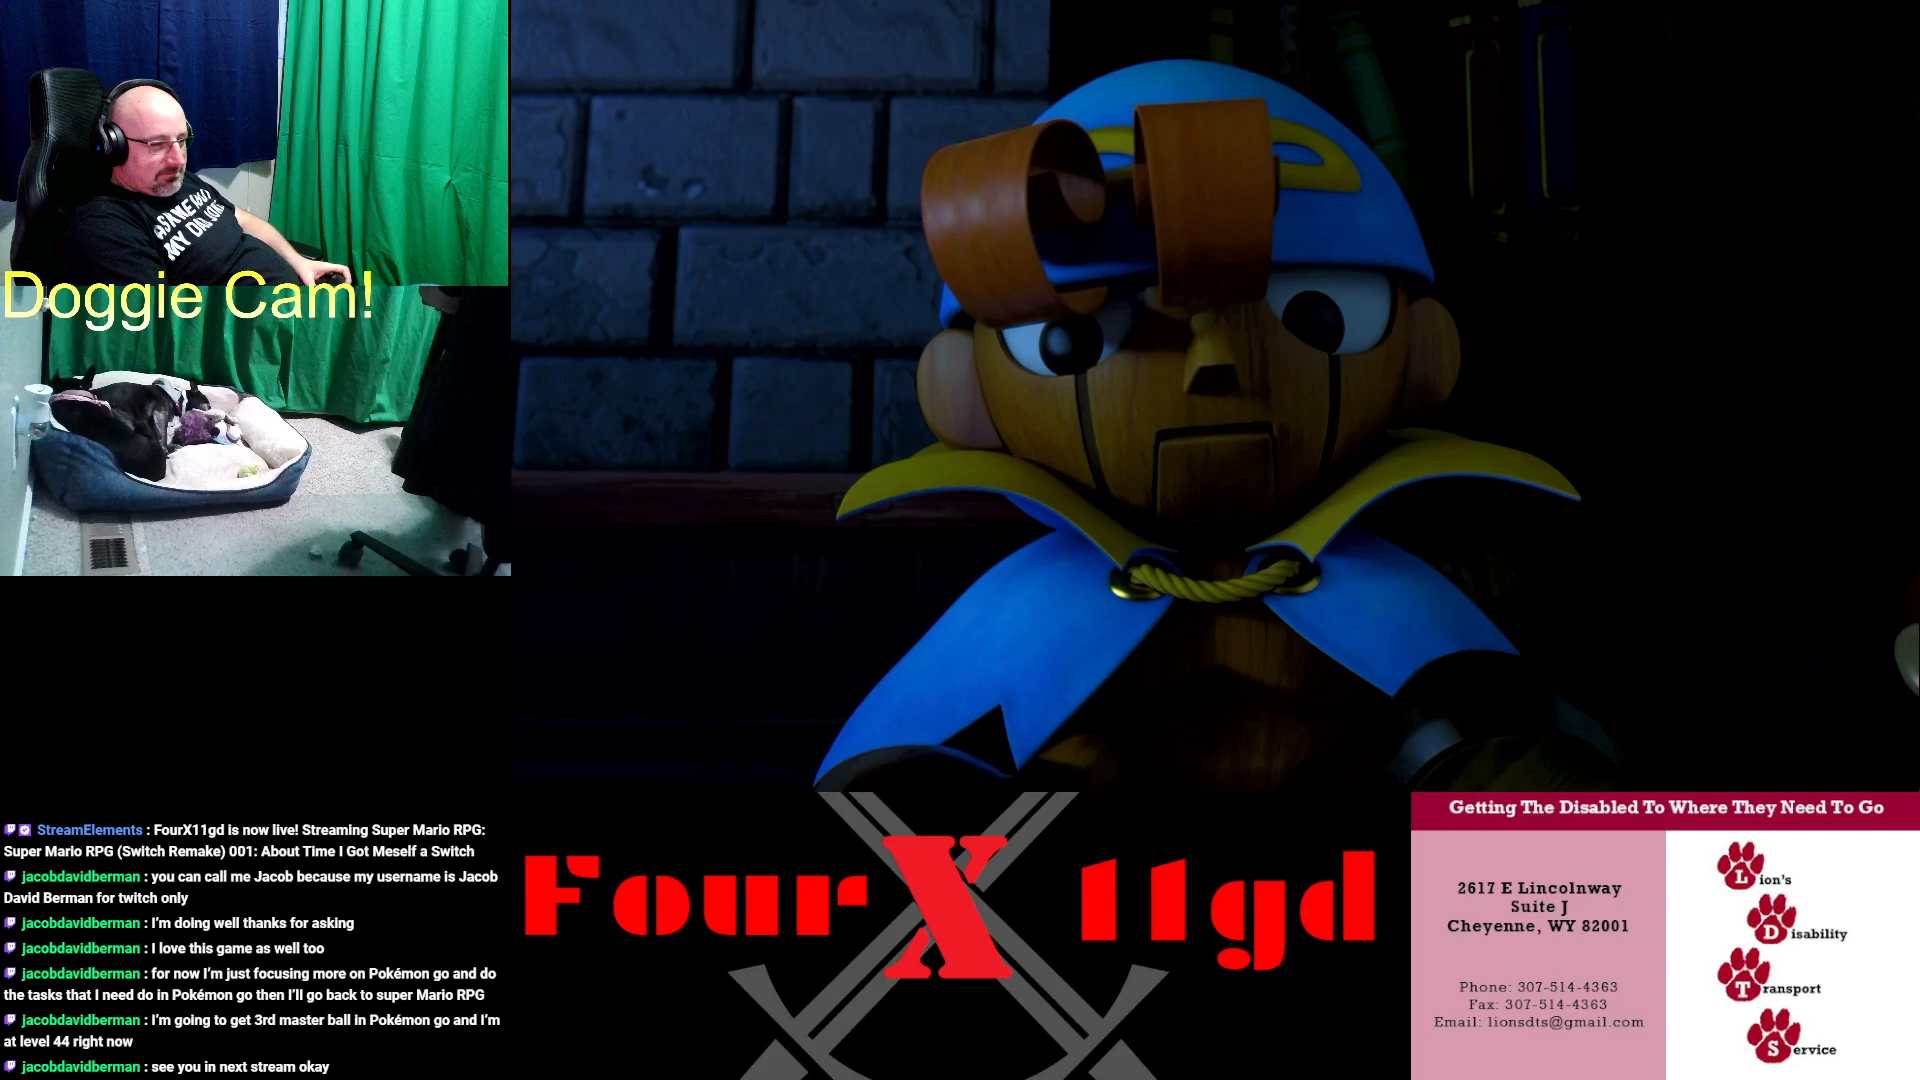 ASK ME ABOUT
MY DAD JOKES
Doggie Cam!
StreamElements : FourX11gd is now live! Streaming Super Mario RPG:
Super Mario RPG (Switch Remake) 001: About Time I Got Meself a Switch
jacobdavidberman : you can call me Jacob because my username is Jacob
David Berman for twitch only
jacobdavidberman : I'm doing well thanks for asking
jacobdavidberman : I love this game as well too
jacobdavidberman : for now I'm just focusing more on Pokémon go and do
the tasks that I need do in Pokémon go then I'll go back to super Mario RPG
jacobdavidberman : I'm going to get 3rd master ball in Pokémon go and I'm
at level 44 right now
jacobdavidberman : see you in next stream okay
FourX11gd
Getting The Disabled To Where They Need To Go
2617 E Lincolnway
Suite J
Cheyenne, WY 82001
Phone: 307-514-4363
Fax: 307-514-4363
Email: lionsdts@gmail.com
Lion's
Disability
Transport
Service